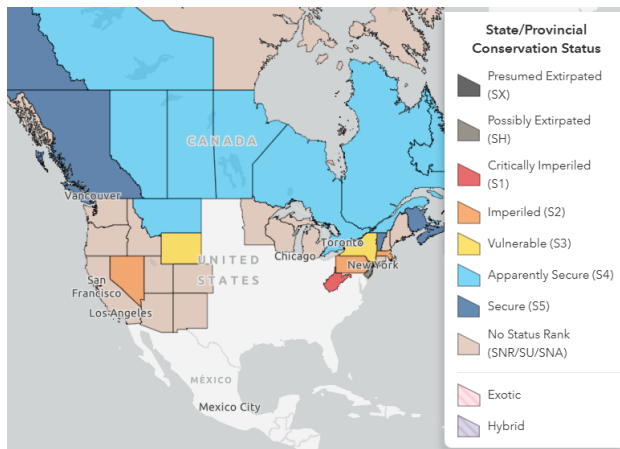 State/Provincial
Conservation Status
Presumed Extirpated
(SX)
Possibly Extirpated
(SH)
Critically Imperiled
(S1)
Imperiled (S2)
Vulnerable (S3)
Apparently Secure (S4)
Secure (S5)
No Status Rank
(SNR/SU/SNA)
Exotic
Hybrid
CANADA
Vancouver
Toronto
UNITED
STATES
Chicago
New York
San
Francisco
Los Angeles
MÉXICO
Mexico City